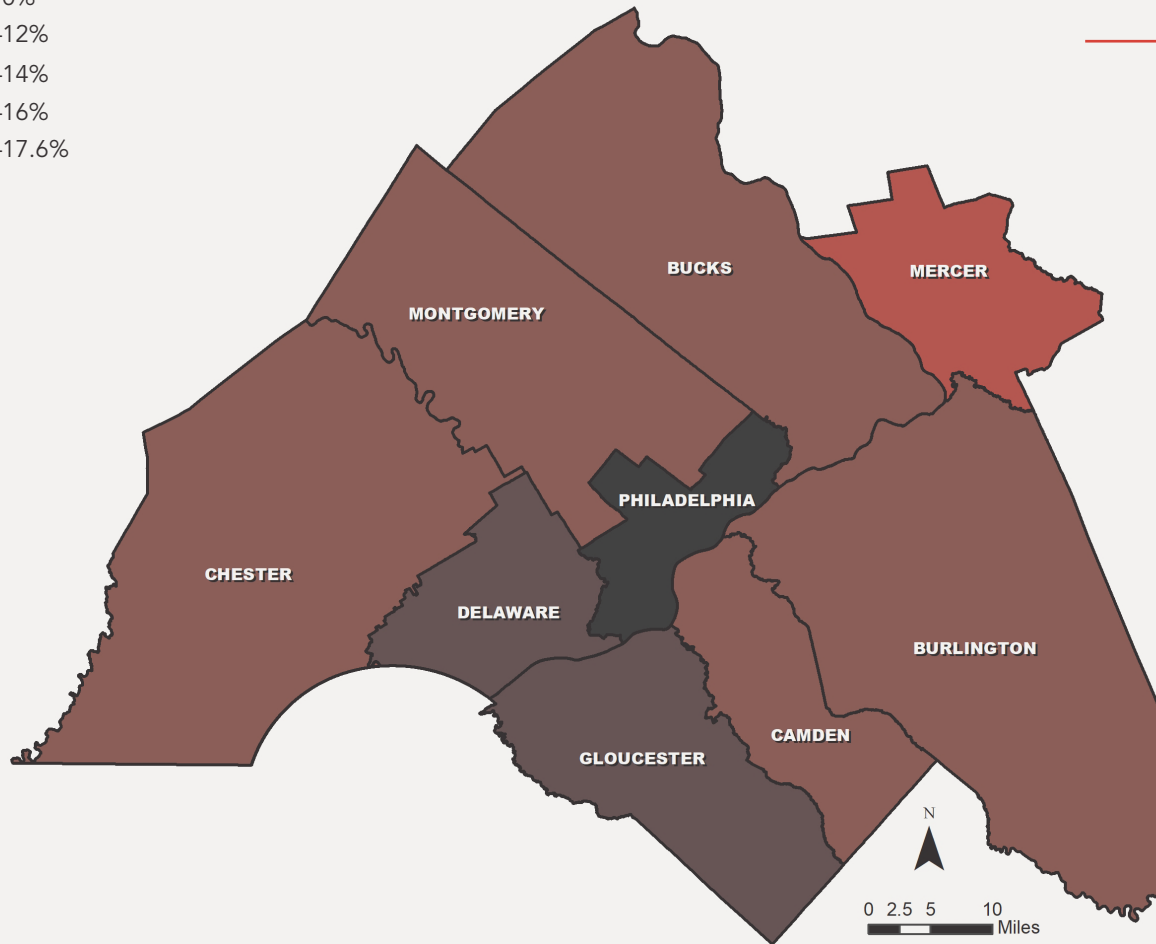 -12%
-14%
-16%
-17.6%
BUCKS
MERCER
MONTGOMERY
PHILADELPHIA
CHESTER
DELAWARE
BURLINGTON
CAMDEN
GLOUCESTER
N
0 2.5 5 10
Miles